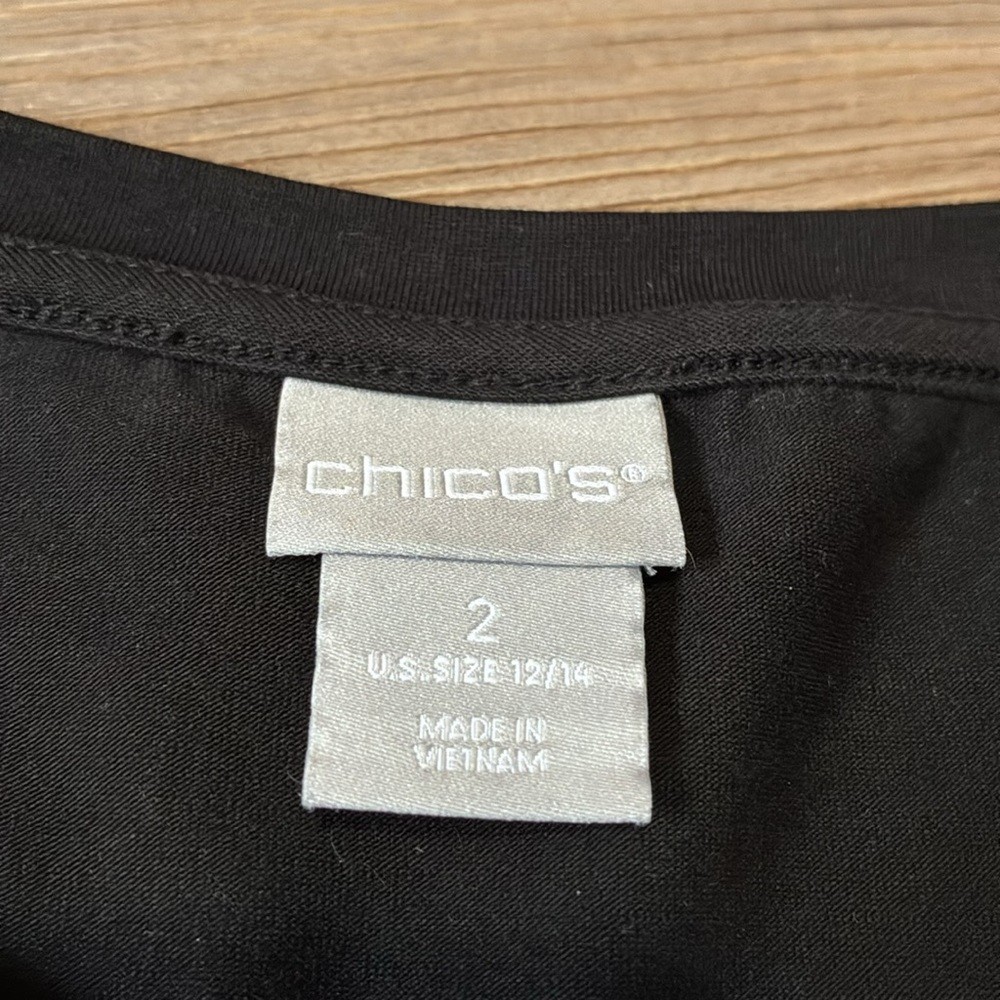 chico's®
2
U.S. SIZE 12/14
MADE IN
VIETNAM